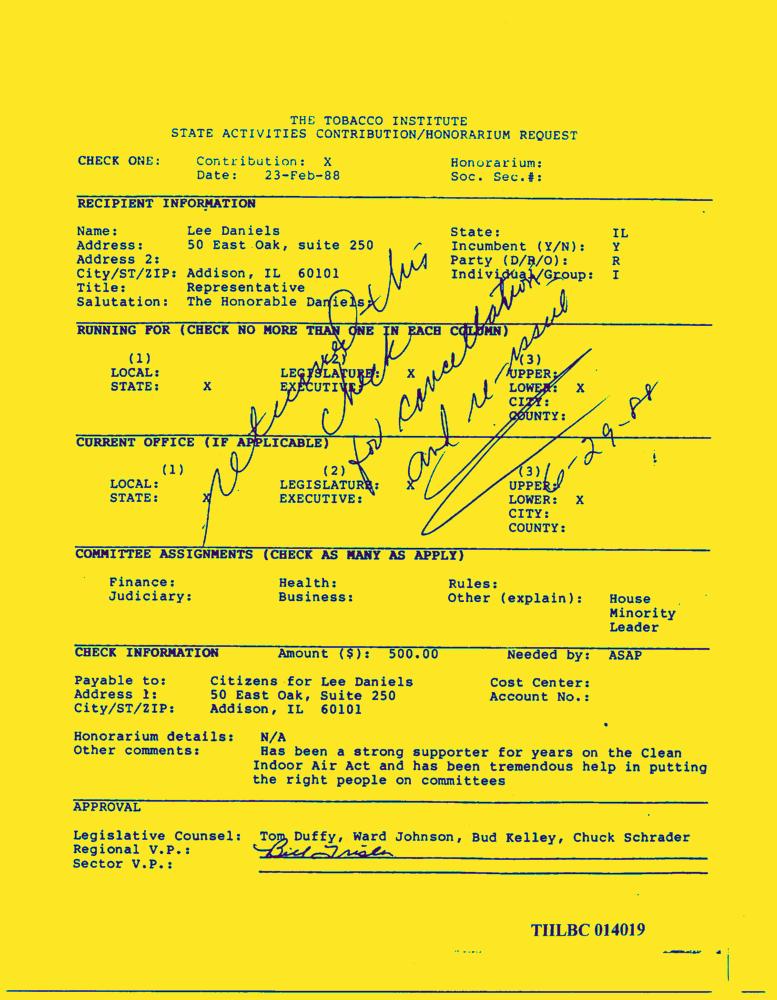 THE TOBACCO INSTITUTE
STATE ACTIVITIES CONTRIBUTION/HONORARIUM REQUEST
CHECK ONE: Contribution: X Honorarium:
Date: 23-Feb-88 Soc. Sec.#:
RECIPIENT INFORMATION
Name: Lee Daniels State: IL
Address: 50 East Oak, suite 250 Incumbent (Y/N): Y
Address 2: Party (D/R/O): R
City/ST/ZIP: Addison, IL 60101 Individual/Group: I
Title: Representative
Salutation: The Honorable Daniels:
RUNNING FOR (CHECK NO MORE THAN ONE IN EACH COLUMN)
(1) (2) (3)
LOCAL: LEGISLATURE: X UPPER:
STATE: X EXECUTIVE: LOWER: X
CITY:
COUNTY:
returned this
check
for cancellation
and re-issue
6-29-88
CURRENT OFFICE (IF APPLICABLE)
(1) (2) (3)
LOCAL: LEGISLATURE: X UPPER:
STATE: X EXECUTIVE: LOWER: X
CITY:
COUNTY:
COMMITTEE ASSIGNMENTS (CHECK AS MANY AS APPLY)
Finance: Health: Rules:
Judiciary: Business: Other (explain): House
Minority
Leader
CHECK INFORMATION Amount ($): 500.00 Needed by: ASAP
Payable to: Citizens for Lee Daniels Cost Center:
Address 1: 50 East Oak, Suite 250 Account No.:
City/ST/ZIP: Addison, IL 60101
Honorarium details: N/A
Other comments: Has been a strong supporter for years on the Clean
Indoor Air Act and has been tremendous help in putting
the right people on committees
APPROVAL
Legislative Counsel: Tom Duffy, Ward Johnson, Bud Kelley, Chuck Schrader
Regional V.P.: Bill
Sector V.P.:
TIILBC 014019